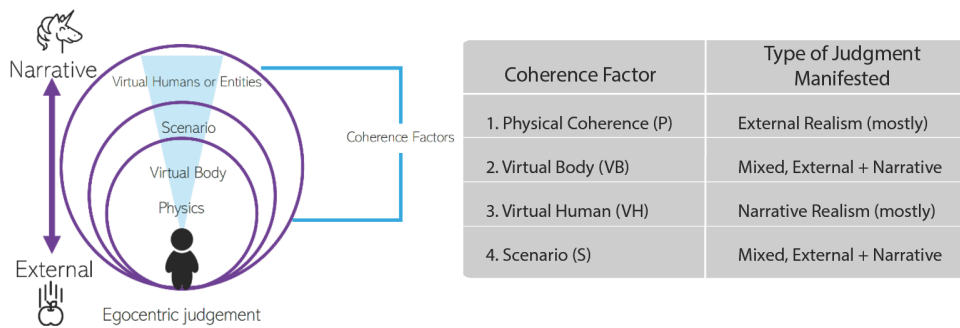 Narrative
Virtual Humans or Entities
Scenario
Virtual Body
Physics
External
Egocentric judgement
Coherence Factors
Coherence Factor
Type of Judgment
Manifested
1. Physical Coherence (P)
External Realism (mostly)
2. Virtual Body (VB)
Mixed, External + Narrative
3. Virtual Human (VH)
Narrative Realism (mostly)
4. Scenario (S)
Mixed, External + Narrative